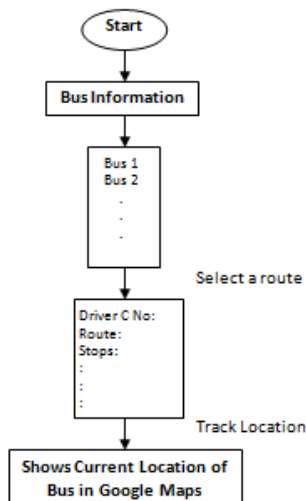 Start
Bus Information
Bus 1
Bus 2
.
.
.
Select a route
Driver C No:
Route:
Stops:
:
:
:
Track Location
Shows Current Location of
Bus in Google Maps